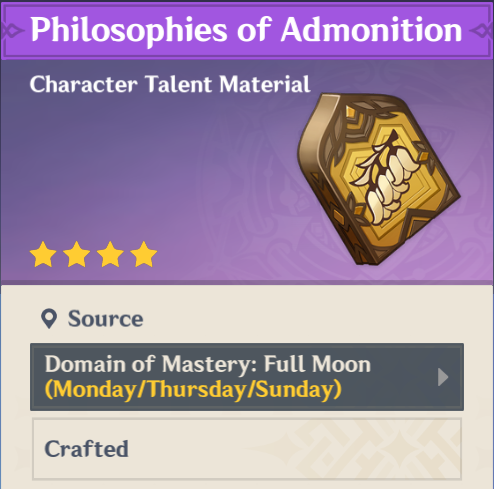 Philosophies of Admonition
Character Talent Material
Source
Domain of Mastery: Full Moon
(Monday/Thursday/Sunday)
Crafted